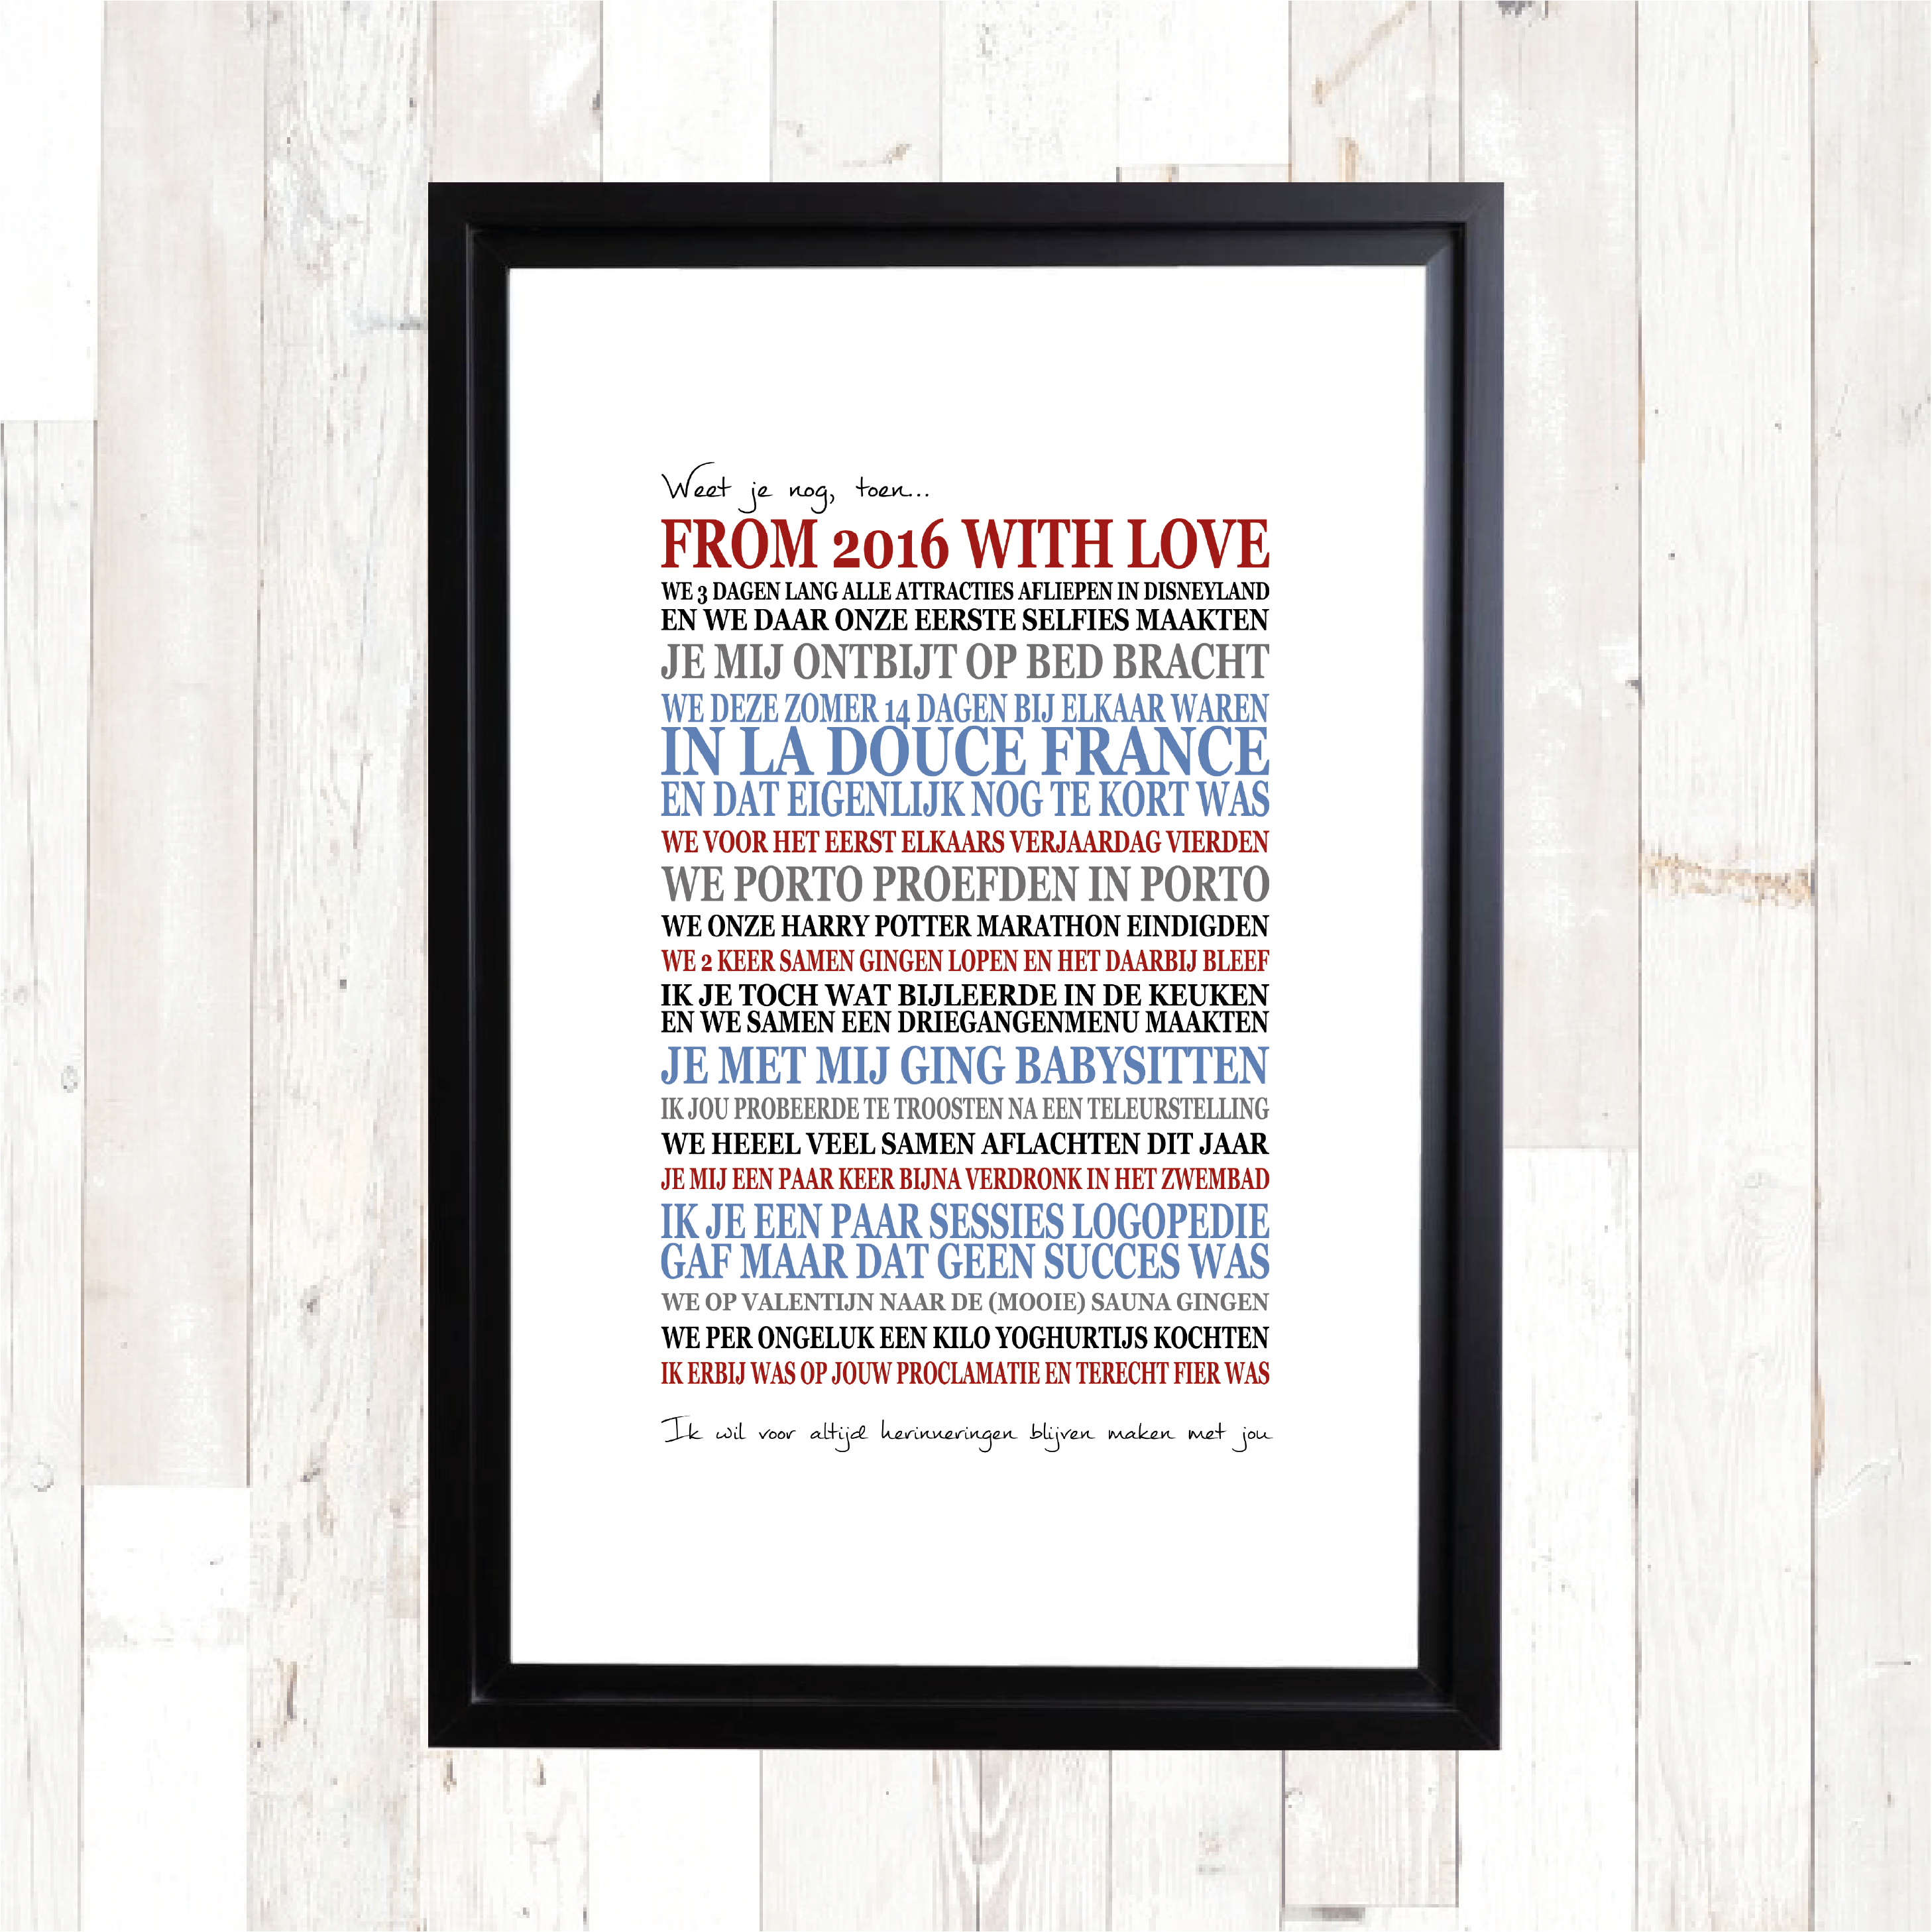 Weet je nog, toen...
FROM 2016 WITH LOVE
WE 3 DAGEN LANG ALLE ATTRACTIES AFLIEPEN IN DISNEYLAND
EN WE DAAR ONZE EERSTE SELFIES MAAKTEN
JE MIJ ONTBIJT OP BED BRACHT
WE DEZE ZOMER 14 DAGEN BIJ ELKAAR WAREN
IN LA DOUCE FRANCE
EN DAT EIGENLIJK NOG TE KORT WAS
WE VOOR HET EERST ELKAARS VERJAARDAG VIERDEN
WE PORTO PROEFDEN IN PORTO
WE ONZE HARRY POTTER MARATHON EINDIGDEN
WE 2 KEER SAMEN GINGEN LOPEN EN HET DAARBIJ BLEEF
IK JE TOCH WAT BIJLEERDE IN DE KEUKEN
EN WE SAMEN EEN DRIEGANGENMENU MAAKTEN
JE MET MIJ GING BABYSITTEN
IK JOU PROBEERDE TE TROOSTEN NA EEN TELEURSTELLING
WE HEEEL VEEL SAMEN AFLACHTEN DIT JAAR
JE MIJ EEN PAAR KEER BIJNA VERDRONK IN HET ZWEMBAD
IK JE EEN PAAR SESSIES LOGOPEDIE
GAF MAAR DAT GEEN SUCCES WAS
WE OP VALENTIJN NAAR DE (MOOIE) SAUNA GINGEN
WE PER ONGELUK EEN KILO YOGHURTIJS KOCHTEN
IK ERBIJ WAS OP JOUW PROCLAMATIE EN TERECHT FIER WAS
Ik wil voor altijd herinneringen blijven maken met jou